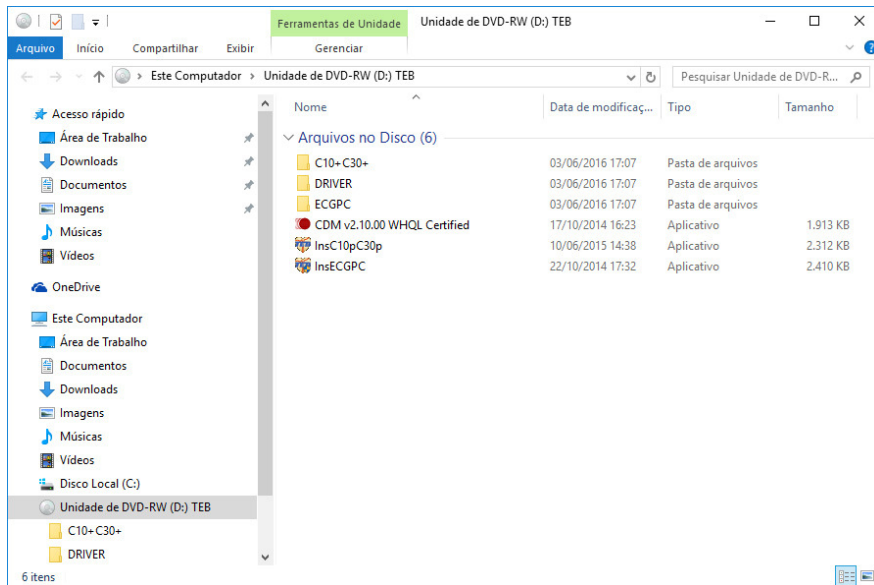 Ferramentas de Unidade Unidade de DVD-RW (D:) TEB
Arquivo Início Compartilhar Exibir Gerenciar
Este Computador > Unidade de DVD-RW (D:) TEB Pesquisar Unidade de DVD-R...
Nome Data de modificaç... Tipo Tamanho
Acesso rápido
Área de Trabalho
Downloads
Documentos
Imagens
Músicas
Vídeos
OneDrive
Este Computador
Área de Trabalho
Documentos
Downloads
Imagens
Músicas
Vídeos
Disco Local (C:)
Unidade de DVD-RW (D:) TEB
C10+C30+
DRIVER
Arquivos no Disco (6)
C10+C30+ 03/06/2016 17:07 Pasta de arquivos
DRIVER 03/06/2016 17:07 Pasta de arquivos
ECGPC 03/06/2016 17:07 Pasta de arquivos
CDM v2.10.00 WHQL Certified 17/10/2014 16:23 Aplicativo 1.913 KB
InsC10pC30p 10/06/2015 14:38 Aplicativo 2.312 KB
InsECGPC 22/10/2014 17:32 Aplicativo 2.410 KB
6 itens